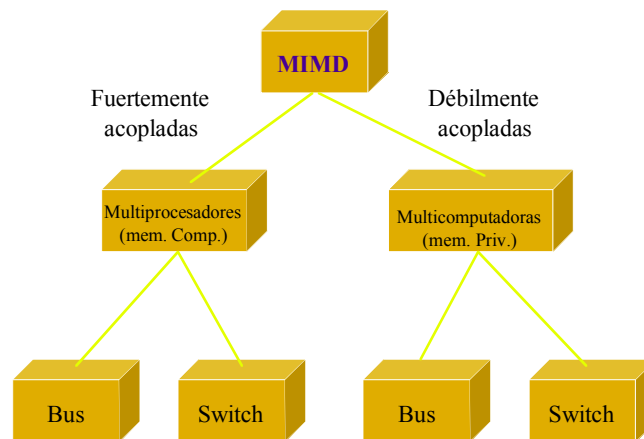 MIMD
Fuertemente
acopladas
Débilmente
acopladas
Multiprocesadores
(mem. Comp.)
Multicomputadoras
(mem. Priv.)
Bus
Switch
Bus
Switch